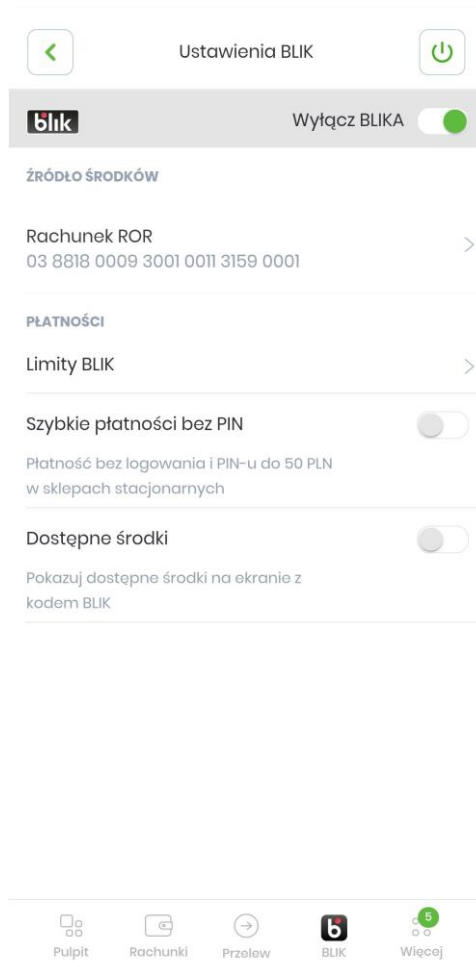 Ustawienia BLIK
blik
Wyłącz BLIKA
ŹRÓDŁO ŚRODKÓW
Rachunek ROR
03 8818 0009 3001 0011 3159 0001
PŁATNOŚCI
Limity BLIK
Szybkie płatności bez PIN
Płatność bez logowania i PIN-u do 50 PLN
w sklepach stacjonarnych
Dostępne środki
Pokazuj dostępne środki na ekranie z
kodem BLIK
b
5
Pulpit
Rachunki
Przelew
BLIK
Więcej